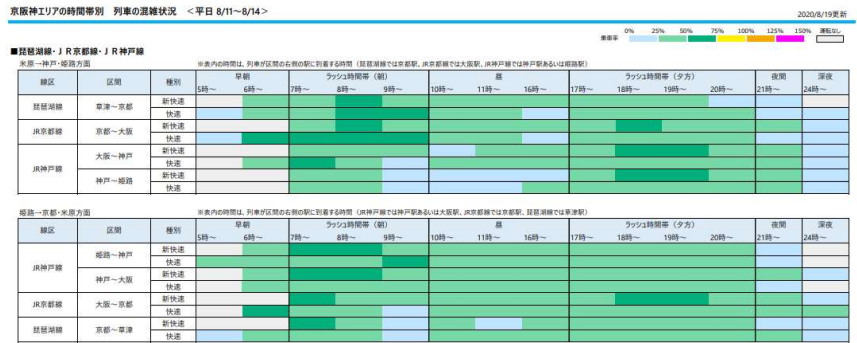 京阪神エリアの時間帯別 列車の混雑状況 <平日 8/11~8/14>
2020/8/19更新
0% 25% 50% 75% 100% 125% 150% 運転なし
乗車率
■琵琶湖線・JR京都線・JR神戸線
米原→神戸・姫路方面 ※表内の時間は、列車が区間の右側の駅に到着する時間(琵琶湖線では京都駅、JR京都線では大阪駅、JR神戸線では神戸駅あるいは姫路駅)
線区 区間 種別 早朝 ラッシュ時間帯(朝) 昼 ラッシュ時間帯(夕方) 夜間 深夜
5時~ 6時~ 7時~ 8時~ 9時~ 10時~ 11時~ 16時~ 17時~ 18時~ 19時~ 20時~ 21時~ 24時~
琵琶湖線 草津~京都 新快速
快速
JR京都線 京都~大阪 新快速
快速
JR神戸線 大阪~神戸 新快速
快速
神戸~姫路 新快速
快速
姫路→京都・米原方面 ※表内の時間は、列車が区間の右側の駅に到着する時間(JR神戸線では神戸駅あるいは大阪駅、JR京都線では京都駅、琵琶湖線では草津駅)
線区 区間 種別 早朝 ラッシュ時間帯(朝) 昼 ラッシュ時間帯(夕方) 夜間 深夜
5時~ 6時~ 7時~ 8時~ 9時~ 10時~ 11時~ 16時~ 17時~ 18時~ 19時~ 20時~ 21時~ 24時~
JR神戸線 姫路~神戸 新快速
快速
神戸~大阪 新快速
快速
JR京都線 大阪~京都 新快速
快速
琵琶湖線 京都~草津 新快速
快速